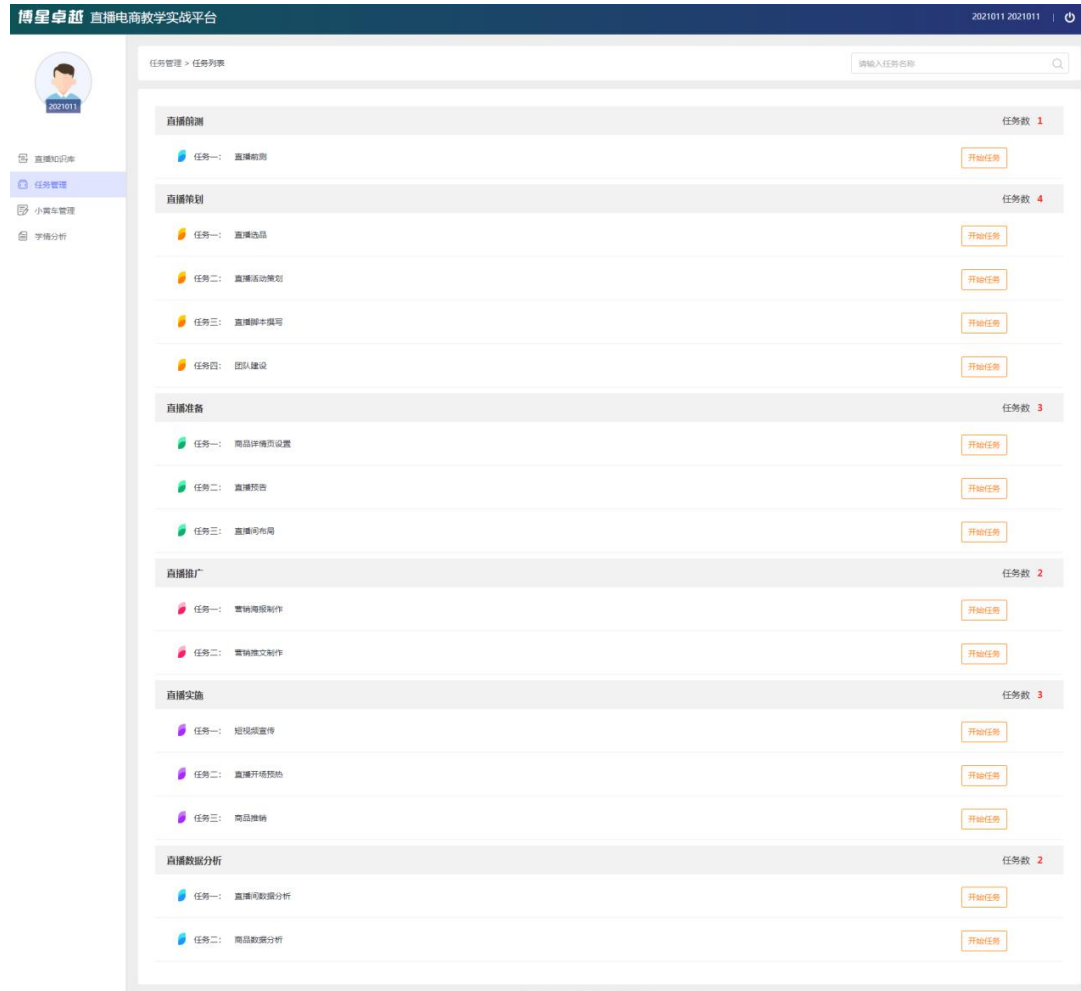 博星卓越 直播电商教学实战平台
2021011 2021011
2021011
直播知识库
任务管理
小黄车管理
学情分析
任务管理 > 任务列表
请输入任务名称
直播前测 任务数 1
任务一： 直播前测 开始任务
直播策划 任务数 4
任务一： 直播选品 开始任务
任务二： 直播活动策划 开始任务
任务三： 直播脚本撰写 开始任务
任务四： 团队建设 开始任务
直播准备 任务数 3
任务一： 商品详情页设置 开始任务
任务二： 直播预告 开始任务
任务三： 直播间布局 开始任务
直播推广 任务数 2
任务一： 营销海报制作 开始任务
任务二： 营销推文制作 开始任务
直播实施 任务数 3
任务一： 短视频宣传 开始任务
任务二： 直播开场预热 开始任务
任务三： 商品推销 开始任务
直播数据分析 任务数 2
任务一： 直播间数据分析 开始任务
任务二： 商品数据分析 开始任务